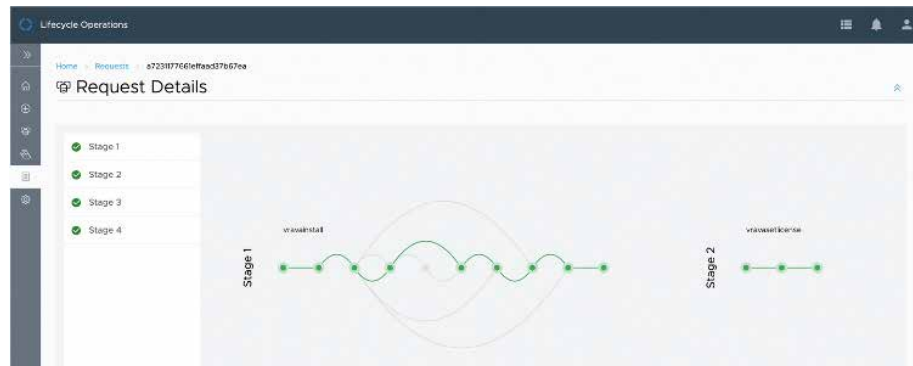 Lifecycle Operations
Home > Requests > a7231177661effaad37b67ea
Request Details
Stage 1
Stage 2
Stage 3
Stage 4
Stage 1
vravainstall
Stage 2
vravasetlicense